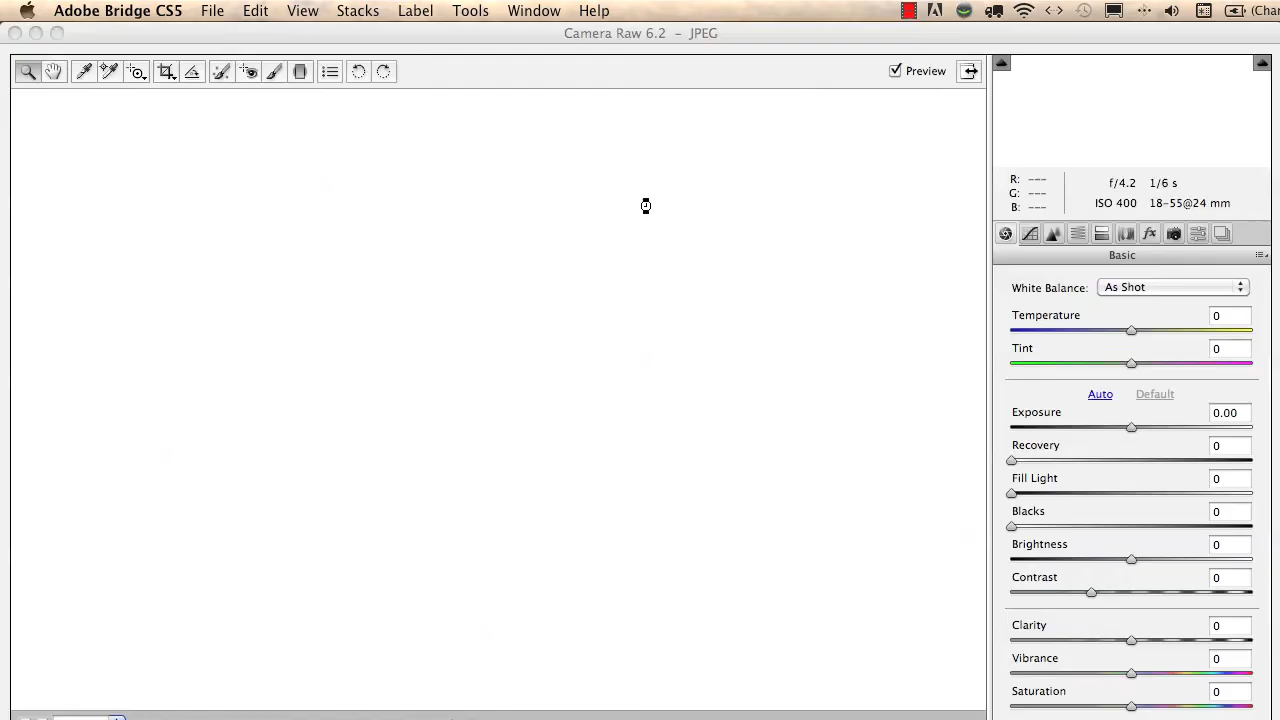 Adobe Bridge CS5 File Edit View Stacks Label Tools Window Help (Char
Camera Raw 6.2 - JPEG
Preview
R: ---
G: ---
B: ---
f/4.2 1/6 s
ISO 400 18-55@24 mm
fx
Basic
White Balance: As Shot
Temperature 0
Tint 0
Auto Default
Exposure 0.00
Recovery 0
Fill Light 0
Blacks 0
Brightness 0
Contrast 0
Clarity 0
Vibrance 0
Saturation 0